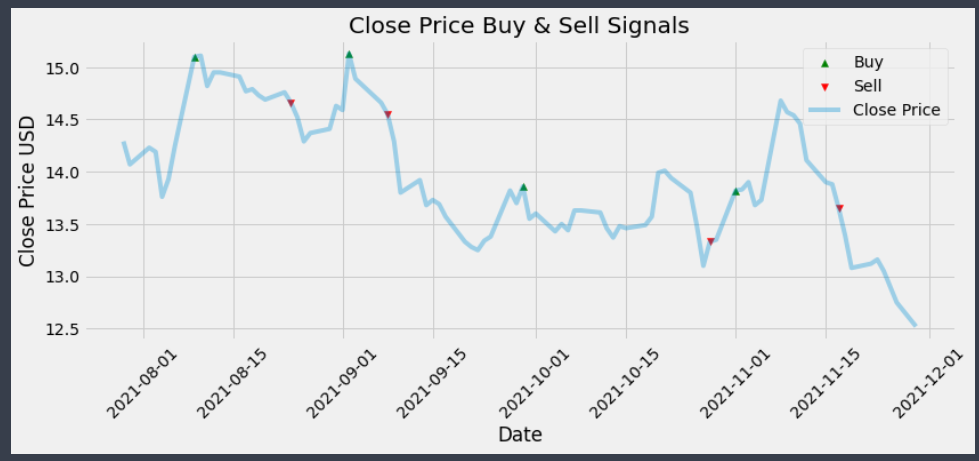 Close Price Buy & Sell Signals
Buy
Sell
Close Price
Close Price USD
15.0
14.5
14.0
13.5
13.0
12.5
2021-08-01
2021-08-15
2021-09-01
2021-09-15
2021-10-01
2021-10-15
2021-11-01
2021-11-15
2021-12-01
Date